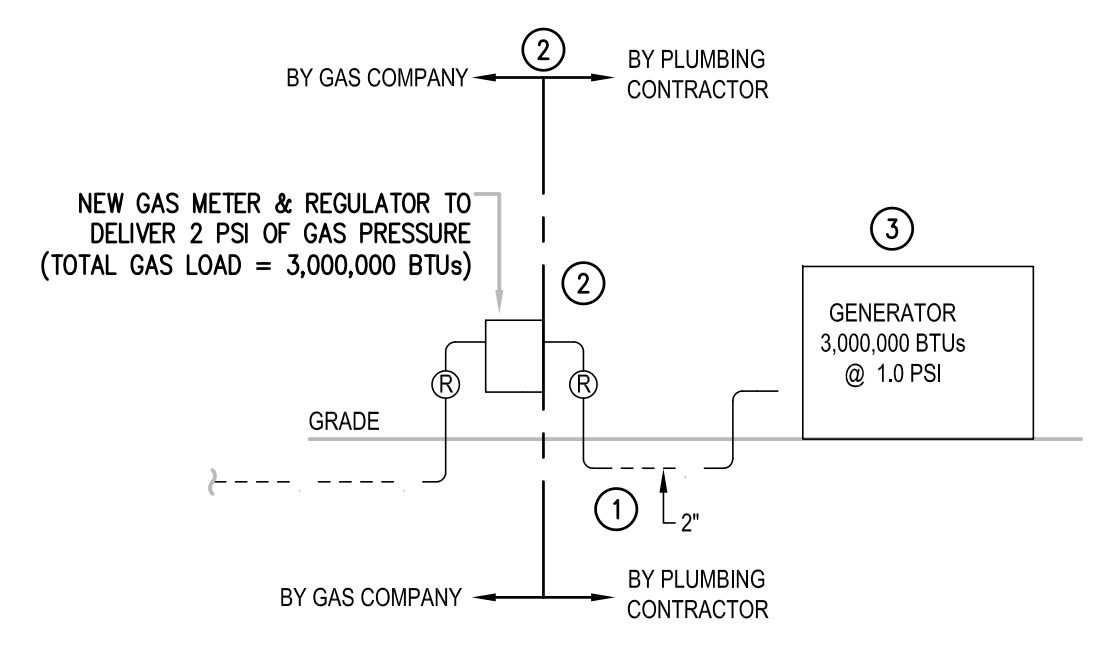 2
BY GAS COMPANY
BY PLUMBING
CONTRACTOR
NEW GAS METER & REGULATOR TO
DELIVER 2 PSI OF GAS PRESSURE
(TOTAL GAS LOAD = 3,000,000 BTUs)
3
2
GENERATOR
3,000,000 BTUs
@ 1.0 PSI
R
R
GRADE
1
2"
BY GAS COMPANY
BY PLUMBING
CONTRACTOR